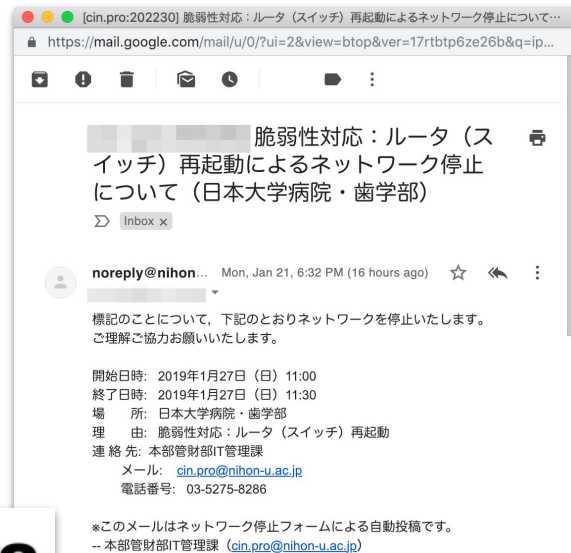 [cin.pro:202230] 脆弱性対応：ルータ（スイッチ）再起動によるネットワーク停止について…
https://mail.google.com/mail/u/0/?ui=2&view=btop&ver=17rtbtp6ze26b&q=ip...
脆弱性対応：ルータ（ス
イッチ）再起動によるネットワーク停止
について（日本大学病院・歯学部）
Inbox x
noreply@nihon... Mon, Jan 21, 6:32 PM (16 hours ago)
標記のことについて，下記のとおりネットワークを停止いたします。
ご理解ご協力お願いいたします。
開始日時: 2019年1月27日（日）11:00
終了日時: 2019年1月27日（日）11:30
場　　所: 日本大学病院・歯学部
理　　由: 脆弱性対応：ルータ（スイッチ）再起動
連 絡 先: 本部管財部IT管理課
メール: cin.pro@nihon-u.ac.jp
電話番号: 03-5275-8286
※このメールはネットワーク停止フォームによる自動投稿です。
-- 本部管財部IT管理課（cin.pro@nihon-u.ac.jp）